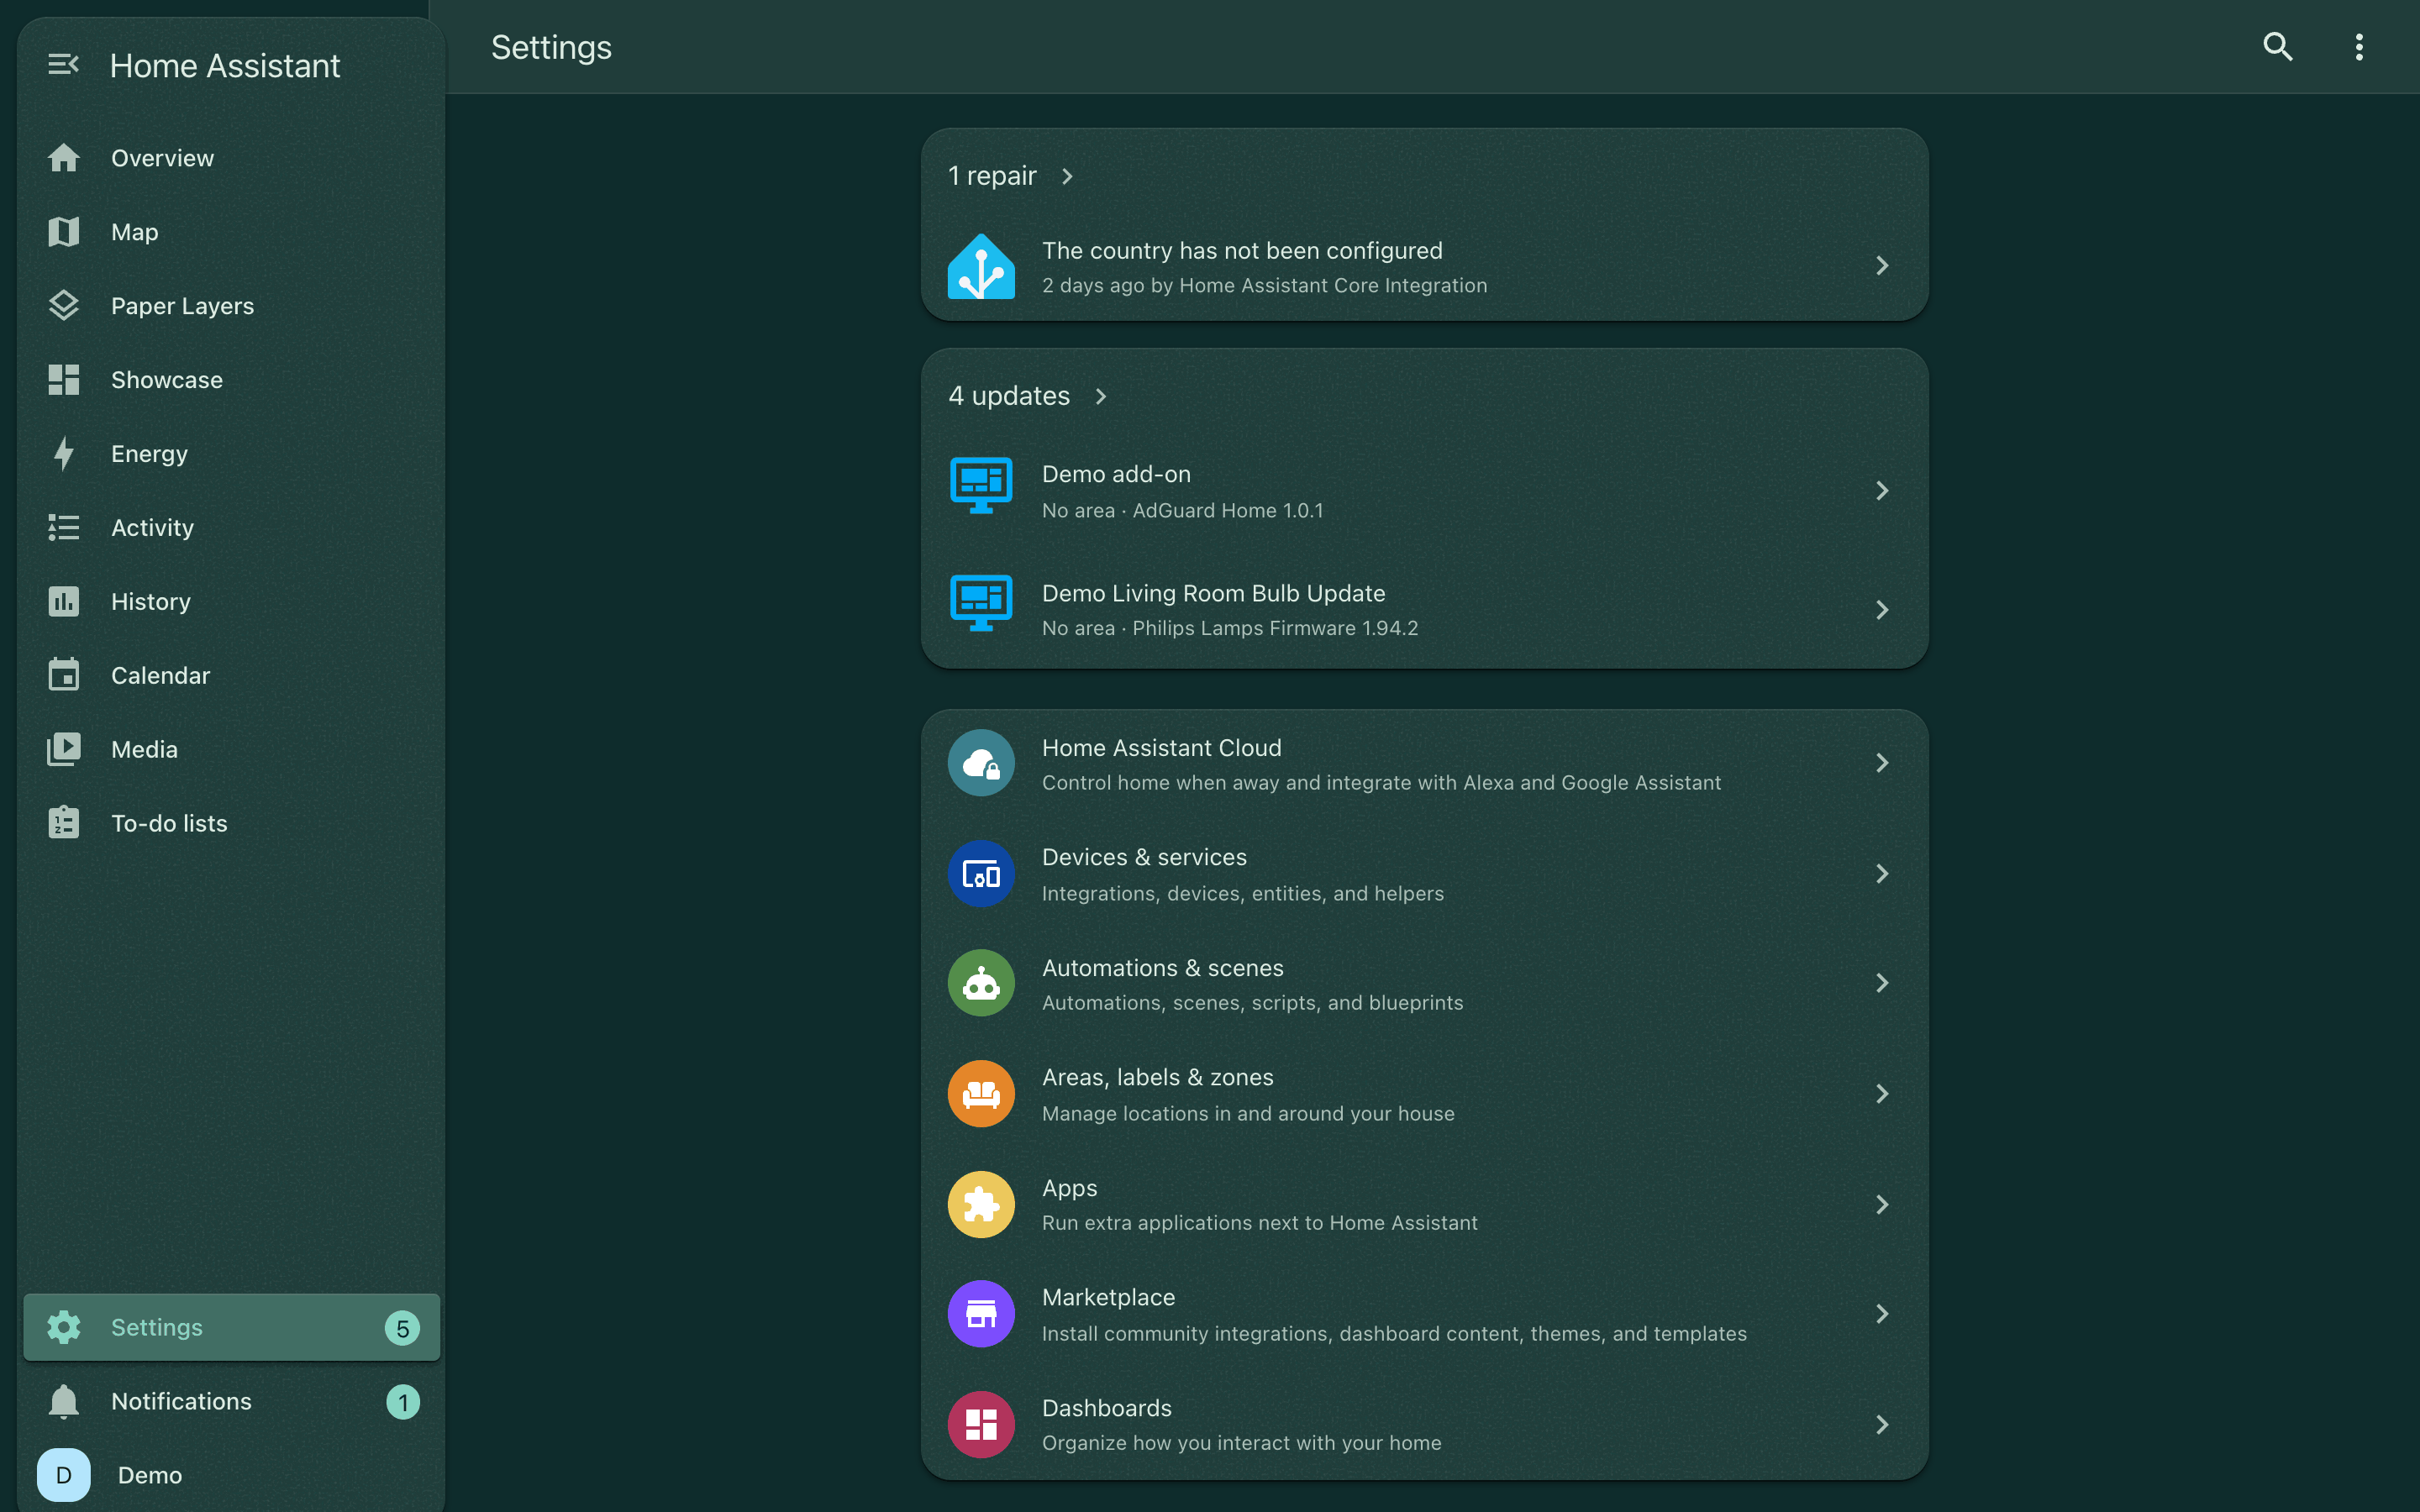 Home Assistant
Overview
Map
Paper Layers
Showcase
Energy
Activity
History
Calendar
Media
To-do lists
Settings 5
Notifications 1
D Demo
Settings
1 repair
The country has not been configured
2 days ago by Home Assistant Core Integration
4 updates
Demo add-on
No area · AdGuard Home 1.0.1
Demo Living Room Bulb Update
No area · Philips Lamps Firmware 1.94.2
Home Assistant Cloud
Control home when away and integrate with Alexa and Google Assistant
Devices & services
Integrations, devices, entities, and helpers
Automations & scenes
Automations, scenes, scripts, and blueprints
Areas, labels & zones
Manage locations in and around your house
Apps
Run extra applications next to Home Assistant
Marketplace
Install community integrations, dashboard content, themes, and templates
Dashboards
Organize how you interact with your home